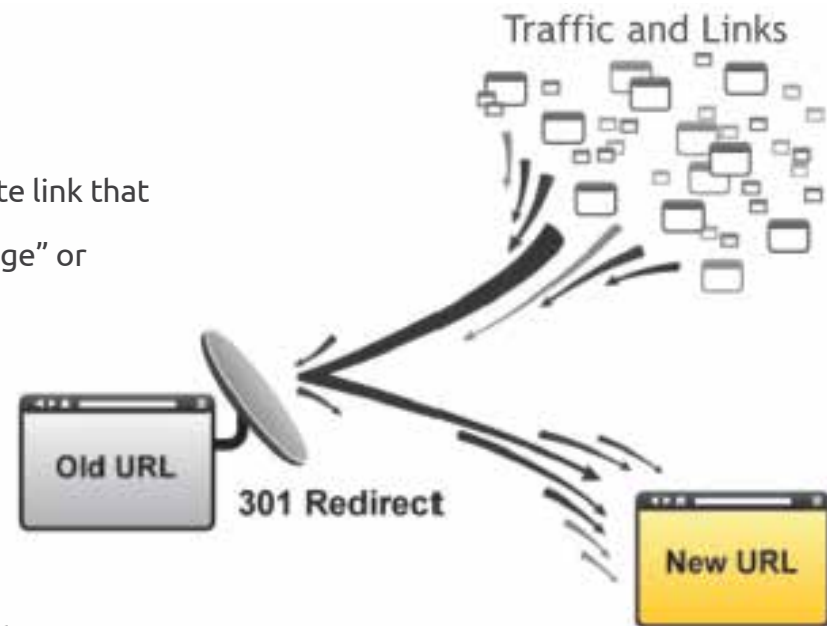 Traffic and Links
te link that
ge” or
Old URL
301 Redirect
New URL